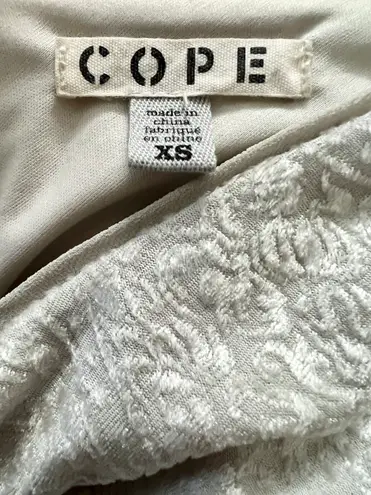 COPE
made in
china
fabriqué
en chine
XS